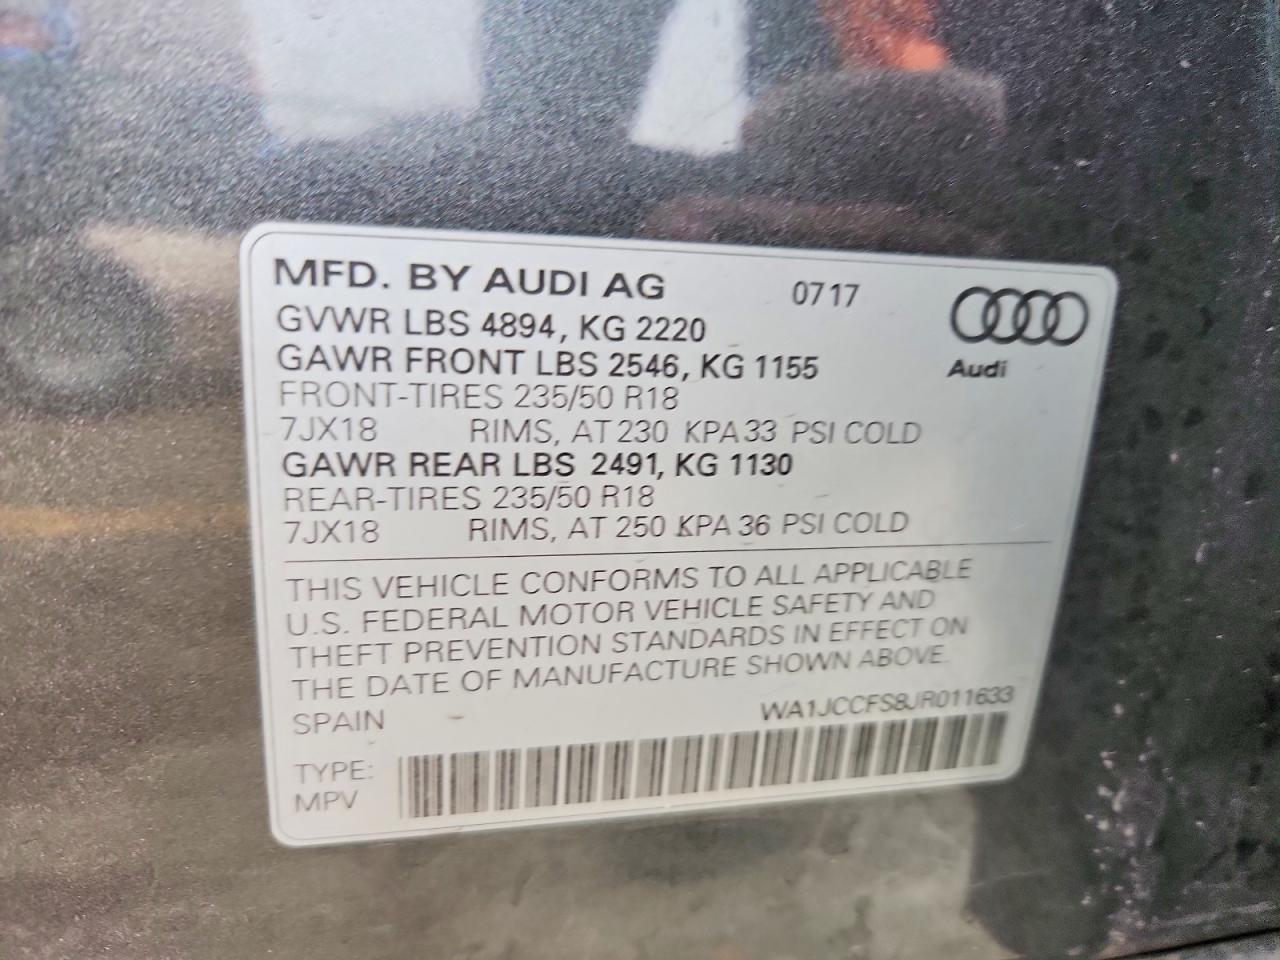 MFD. BY AUDI AG 0717
GVWR LBS 4894, KG 2220
GAWR FRONT LBS 2546, KG 1155
Audi
FRONT-TIRES 235/50 R18
7JX18 RIMS, AT 230 KPA 33 PSI COLD
GAWR REAR LBS 2491, KG 1130
REAR-TIRES 235/50 R18
7JX18 RIMS, AT 250 KPA 36 PSI COLD
THIS VEHICLE CONFORMS TO ALL APPLICABLE
U.S. FEDERAL MOTOR VEHICLE SAFETY AND
THEFT PREVENTION STANDARDS IN EFFECT ON
THE DATE OF MANUFACTURE SHOWN ABOVE.
SPAIN WA1JCCFS8JR011633
TYPE:
MPV